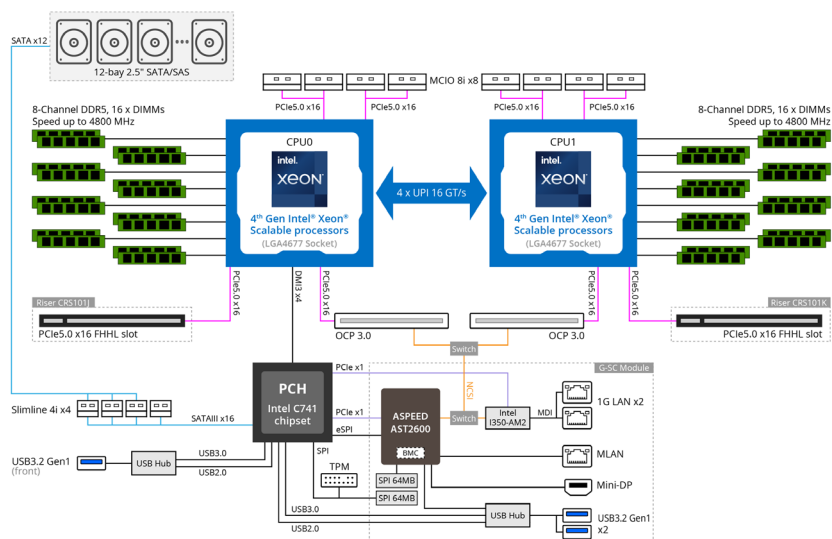 SATA x12
12-bay 2.5" SATA/SAS
MCIO 8i x8
PCIe5.0 x16
PCIe5.0 x16
PCIe5.0 x16
PCIe5.0 x16
8-Channel DDR5, 16 x DIMMs
Speed up to 4800 MHz
8-Channel DDR5, 16 x DIMMs
Speed up to 4800 MHz
CPU0
intel.
XEON
4th Gen Intel® Xeon®
Scalable processors
(LGA4677 Socket)
4 x UPI 16 GT/s
CPU1
intel.
XEON
4th Gen Intel® Xeon®
Scalable processors
(LGA4677 Socket)
PCIe5.0 x16
DMI3 x4
PCIe5.0 x16
PCIe5.0 x16
PCIe5.0 x16
Riser CRS101J
PCIe5.0 x16 FHHL slot
OCP 3.0
OCP 3.0
Riser CRS101K
PCIe5.0 x16 FHHL slot
Switch
G-SC Module
NCSI
PCH
Intel C741
chipset
PCIe x1
PCIe x1
eSPI
SPI
ASPEED
AST2600
BMC
Switch
Intel
I350-AM2
MDI
1G LAN x2
Slimline 4i x4
SATAIII x16
MLAN
USB3.2 Gen1
(front)
USB Hub
USB3.0
USB2.0
TPM
SPI 64MB
SPI 64MB
Mini-DP
USB3.0
USB2.0
USB Hub
USB3.2 Gen1
x2